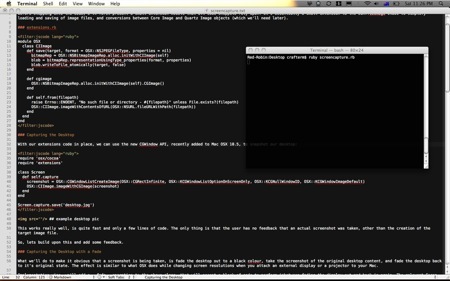 Terminal Shell Edit View Window Help
screencapture.txt
loading and saving of image files, and conversions between Core Image and Quartz Image objects (which we'll need later).
### extensions.rb
<filter:jscode lang="ruby">
module OSX
class CIImage
def save(target, format = OSX::NSJPEGFileType, properties = nil)
bitmapRep = OSX::NSBitmapImageRep.alloc.initWithCIImage(self)
blob = bitmapRep.representationUsingType_properties(format, properties)
blob.writeToFile_atomically(target, false)
end
def cgimage
OSX::NSBitmapImageRep.alloc.initWithCIImage(self).CGImage()
end
def self.from(filepath)
raise Errno::ENOENT, "No such file or directory - #{filepath}" unless File.exists?(filepath)
OSX::CIImage.imageWithContentsOfURL(OSX::NSURL.fileURLWithPath(filepath))
end
end
end
</filter:jscode>
Terminal — bash — 80x24
Red-Robin:Desktop crafterm$ ruby screencapture.rb
### Capturing the Desktop
With our extensions code in place, we can use the new CGWindow API, recently added to Mac OSX 10.5, to
<filter:jscode lang="ruby">
require 'osx/cocoa'
require 'extensions'
class Screen
def self.capture
screenshot = OSX::CGWindowListCreateImage(OSX::CGRectInfinite, OSX::KCGWindowListOptionOnScreenOnly, OSX::KCGNullWindowID, OSX::KCGWindowImageDefault)
OSX::CIImage.imageWithCGImage(screenshot)
end
end
Screen.capture.save('desktop.jpg')
</filter:jscode>
<img src=""/> ## example desktop pic
This works really well, is quite fast and only a few lines of code. The only thing is that the user has no feedback that an actual screenshot was taken, other than the creation of the
target image file.
So, lets build upon this and add some feedback.
### Capturing the Desktop with a Fade
What we'll do to make it obvious that a screenshot is being taken, is fade the desktop out to a black colour, take the screenshot of the original desktop content, and fade the desktop back
to it's original state. The effect is similar to what OSX does while changing screen resolutions when you attach an external display or a projector to your Mac.
Capturing the Desktop